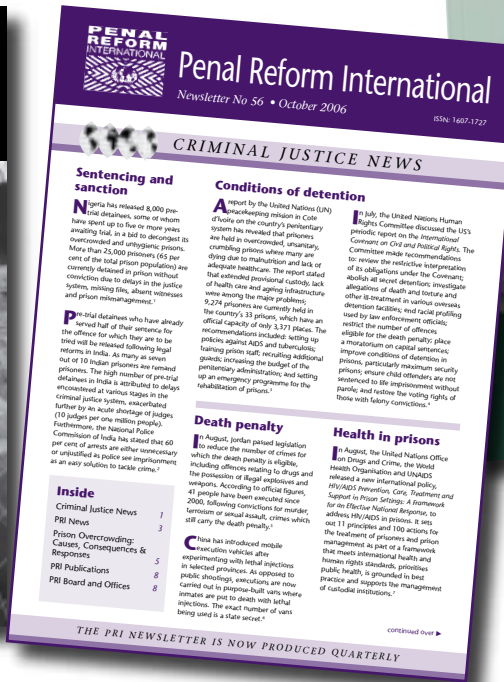 PENAL
REFORM
INTERNATIONAL
Penal Reform International
Newsletter No 56 • October 2006
ISSN: 1607-1727
CRIMINAL JUSTICE NEWS
Sentencing and
sanction
Nigeria has released 8,000 pre-
trial detainees, some of whom
have spent up to five or more years
awaiting trial, in a bid to decongest its
overcrowded and unhygienic prisons.
More than 25,000 prisoners (65 per
cent of the total prison population) are
currently detained in prison without
conviction due to delays in the justice
system, missing files, absent witnesses
and prison mismanagement.¹
Pre-trial detainees who have already
served half of their sentence for
the offence for which they are to be
tried will be released following legal
reforms in India. As many as seven
out of 10 Indian prisoners are remand
prisoners. The high number of pre-trial
detainees in India is attributed to delays
encountered at various stages in the
criminal justice system, exacerbated
further by an acute shortage of judges
(10 judges per one million people).
Furthermore, the National Police
Commission of India has stated that 60
per cent of arrests are either unnecessary
or unjustified as police see imprisonment
as an easy solution to tackle crime.²
Inside
Criminal Justice News 1
PRI News 3
Prison Overcrowding:
Causes, Consequences &
Responses 5
PRI Publications 8
PRI Board and Offices 8
Conditions of detention
A report by the United Nations (UN)
peacekeeping mission in Cote
d'Ivoire on the country's penitentiary
system has revealed that prisoners
are held in overcrowded, unsanitary,
crumbling prisons where many are
dying due to malnutrition and lack of
adequate healthcare. The report stated
that extended provisional custody, lack
of health care and ageing infrastructure
were among the major problems;
9,274 prisoners are currently held in
the country's 33 prisons, which have an
official capacity of only 3,371 places. The
recommendations included: setting up
policies against AIDS and tuberculosis;
training prison staff; recruiting additional
guards; increasing the budget of the
penitentiary administration; and setting
up an emergency programme for the
rehabilitation of prisons.³
In July, the United Nations Human
Rights Committee discussed the US's
periodic report on the International
Covenant on Civil and Political Rights. The
Committee made recommendations
to: review the restrictive interpretation
of its obligations under the Covenant;
abolish all secret detention; investigate
allegations of death and torture and
other ill-treatment in various overseas
detention facilities; end racial profiling
used by law enforcement officials;
restrict the number of offences
eligible for the death penalty; place
a moratorium on capital sentences;
improve conditions of detention in
prisons, particularly maximum security
prisons; ensure child offenders are not
sentenced to life imprisonment without
parole; and restore the voting rights of
those with felony convictions.⁴
Death penalty
In August, Jordan passed legislation
to reduce the number of crimes for
which the death penalty is eligible,
including offences relating to drugs and
the possession of illegal explosives and
weapons. According to official figures,
41 people have been executed since
2000, following convictions for murder,
terrorism or sexual assault, crimes which
still carry the death penalty.⁵
China has introduced mobile
execution vehicles after
experimenting with lethal injections
in selected provinces. As opposed to
public shootings, executions are now
carried out in purpose-built vans where
inmates are put to death with lethal
injections. The exact number of vans
being used is a state secret.⁶
Health in prisons
In August, the United Nations Office
on Drugs and Crime, the World
Health Organisation and UNAIDS
released a new international policy,
HIV/AIDS Prevention, Care, Treatment and
Support in Prison Settings: A Framework
for an Effective National Response, to
address HIV/AIDS in prisons. It sets
out 11 principles and 100 actions for
the treatment of prisoners and prison
management as part of a framework
that meets international health and
human rights standards, prioritises
public health, is grounded in best
practice and supports the management
of custodial institutions.⁷
continued over ▶
THE PRI NEWSLETTER IS NOW PRODUCED QUARTERLY